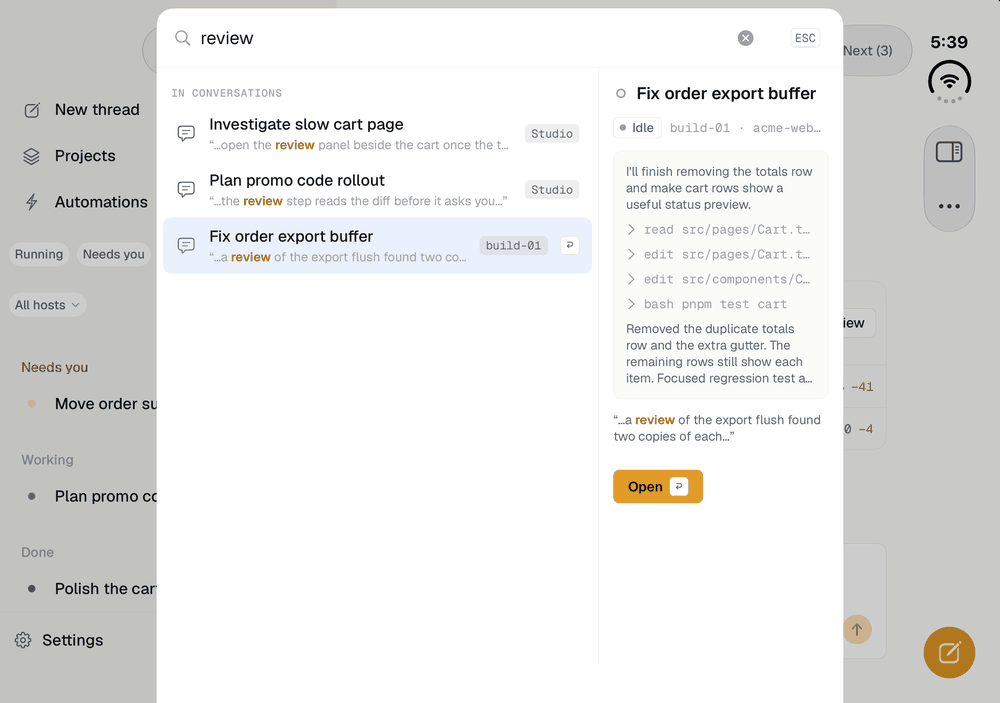 review
ESC
Next (3)
5:39
New thread
Projects
Automations
Running
Needs you
All hosts
Needs you
Move order su
Working
Plan promo co
Done
Polish the car
Settings
IN CONVERSATIONS
Investigate slow cart page
“…open the review panel beside the cart once the t…
Studio
Plan promo code rollout
“…the review step reads the diff before it asks you…”
Studio
Fix order export buffer
“…a review of the export flush found two co…
build-01
Fix order export buffer
Idle
build-01 · acme-web…
I'll finish removing the totals row
and make cart rows show a
useful status preview.
read src/pages/Cart.t…
edit src/pages/Cart.t…
edit src/components/C…
bash pnpm test cart
Removed the duplicate totals
row and the extra gutter. The
remaining rows still show each
item. Focused regression test a…
“…a review of the export flush found
two copies of each…”
Open
iew
−41
0 −4